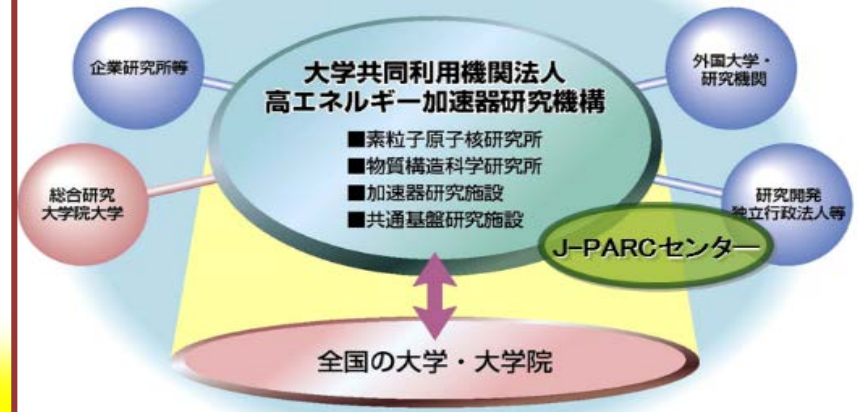 企業研究所等
大学共同利用機関法人
高エネルギー加速器研究機構
■素粒子原子核研究所
■物質構造科学研究所
■加速器研究施設
■共通基盤研究施設
外国大学・
研究機関
総合研究
大学院大学
研究開発
独立行政法人等
J-PARCセンター
全国の大学・大学院